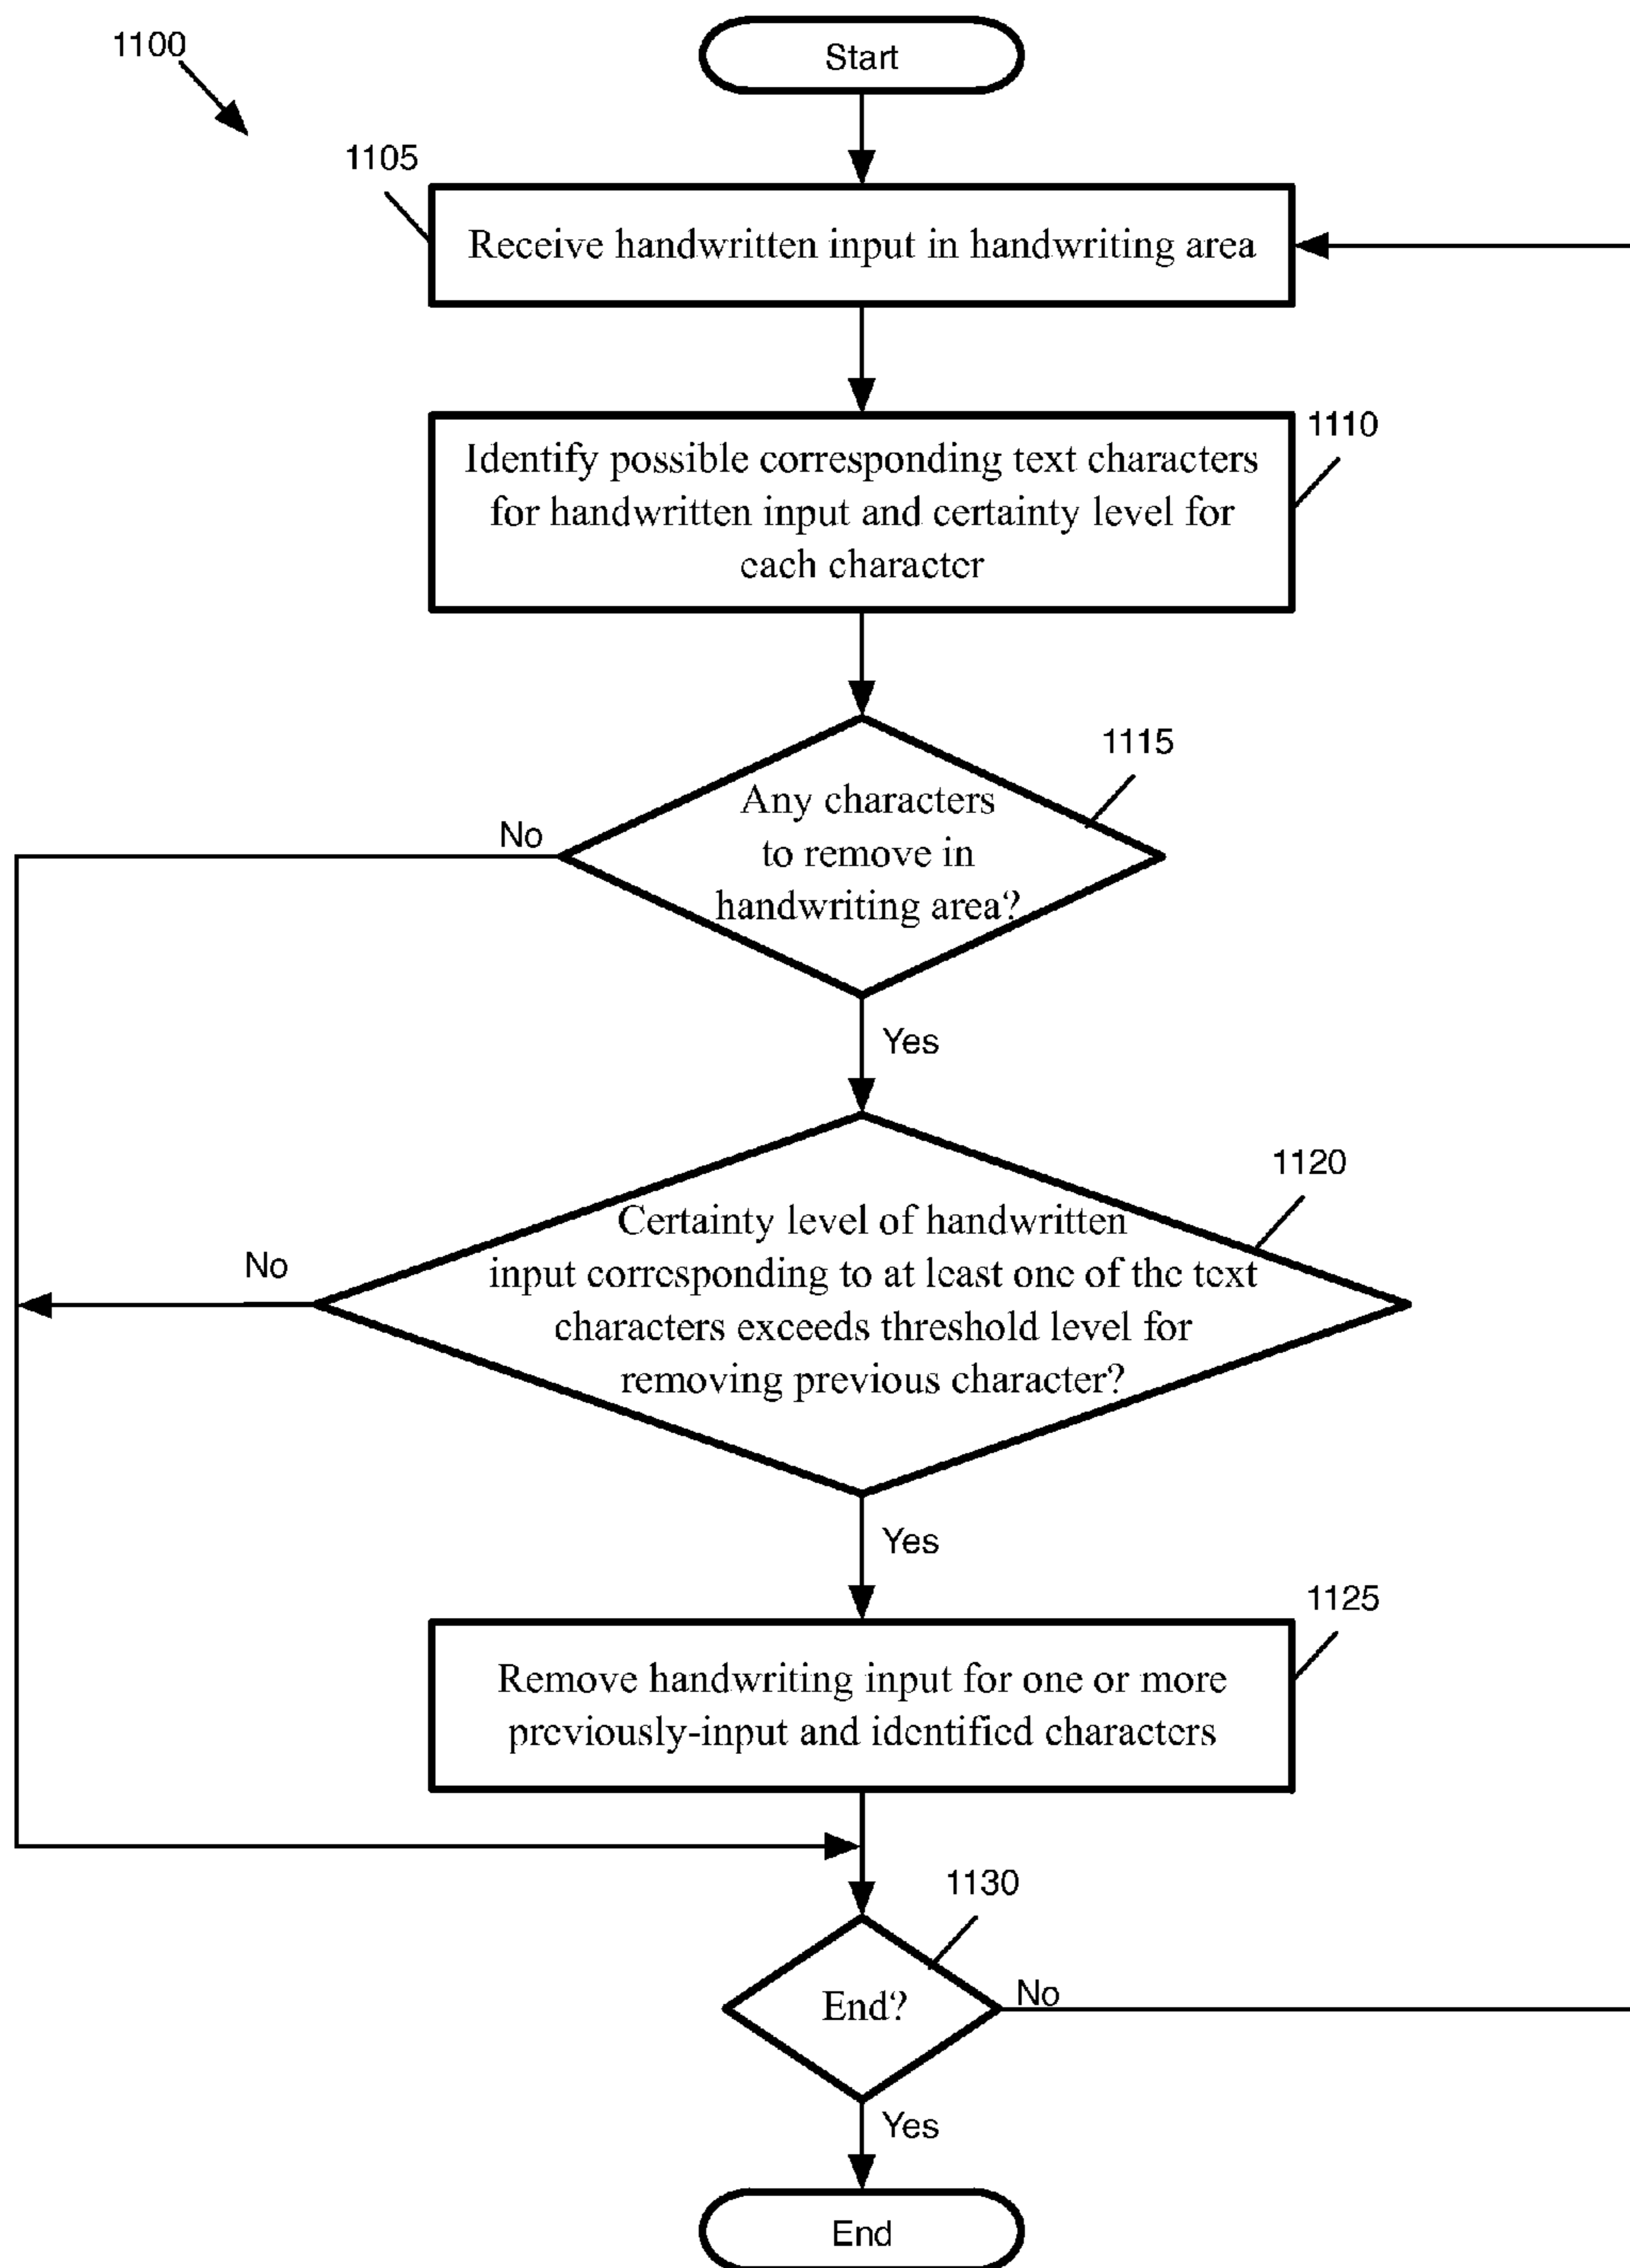 1100
Start
1105
Receive handwritten input in handwriting area
1110
Identify possible corresponding text characters
for handwritten input and certainty level for
each character
1115
Any characters
to remove in
handwriting area?
No
Yes
1120
Certainty level of handwritten
input corresponding to at least one of the text
characters exceeds threshold level for
removing previous character?
No
Yes
1125
Remove handwriting input for one or more
previously-input and identified characters
1130
End?
No
Yes
End